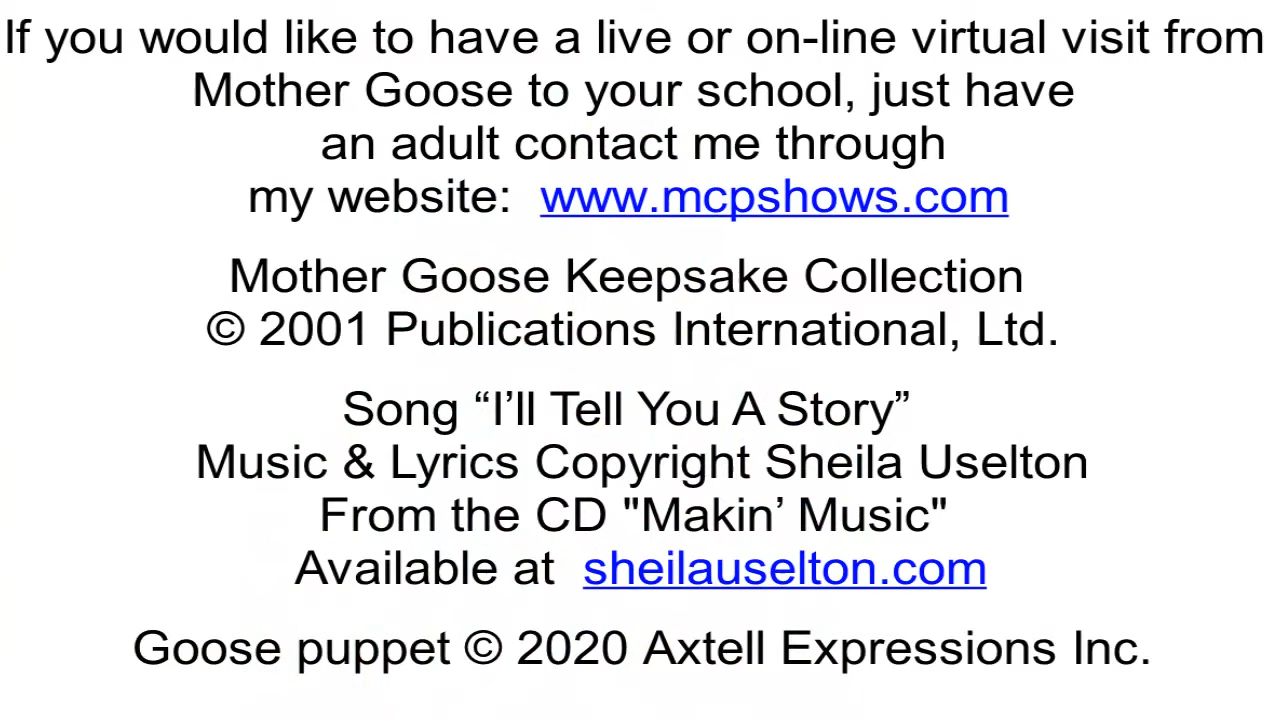 If you would like to have a live or on-line virtual visit from
Mother Goose to your school, just have
an adult contact me through
my website:  www.mcpshows.com
Mother Goose Keepsake Collection
© 2001 Publications International, Ltd.
Song “I’ll Tell You A Story”
Music & Lyrics Copyright Sheila Uselton
From the CD "Makin’ Music"
Available at  sheilauselton.com
Goose puppet © 2020 Axtell Expressions Inc.